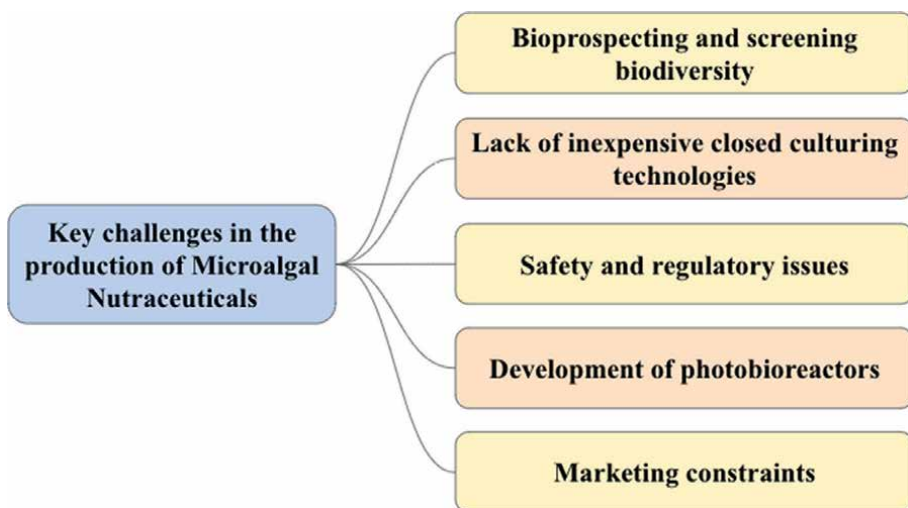 Key challenges in the
production of Microalgal
Nutraceuticals
Bioprospecting and screening
biodiversity
Lack of inexpensive closed culturing
technologies
Safety and regulatory issues
Development of photobioreactors
Marketing constraints